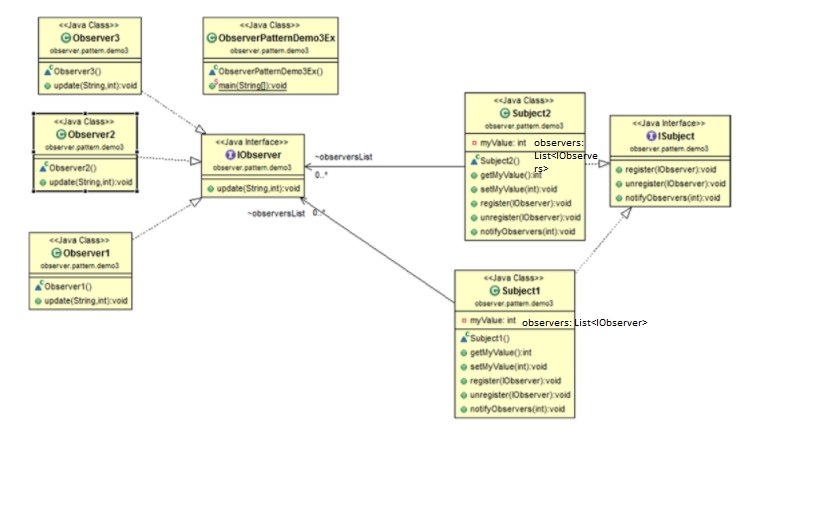 <<Java Class>>
Observer3
observer.pattern.demo3
Observer3()
update(String,int):void
<<Java Class>>
ObserverPatternDemo3Ex
observer.pattern.demo3
ObserverPatternDemo3Ex()
main(String[]):void
<<Java Class>>
Observer2
observer.pattern.demo3
Observer2()
update(String,int):void
<<Java Interface>>
IObserver
observer.pattern.demo3
update(String,int):void
~observersList
0..*
<<Java Class>>
Subject2
observer.pattern.demo3
myValue: int
observers:
List<IObserve
rs>
Subject2()
getMyValue():int
setMyValue(int):void
register(IObserver):void
unregister(IObserver):void
notifyObservers(int):void
<<Java Interface>>
ISubject
observer.pattern.demo3
register(IObserver):void
unregister(IObserver):void
notifyObservers(int):void
~observersList
0..*
<<Java Class>>
Observer1
observer.pattern.demo3
Observer1()
update(String,int):void
<<Java Class>>
Subject1
observer.pattern.demo3
myValue: int
observers: List<IObserver>
Subject1()
getMyValue():int
setMyValue(int):void
register(IObserver):void
unregister(IObserver):void
notifyObservers(int):void